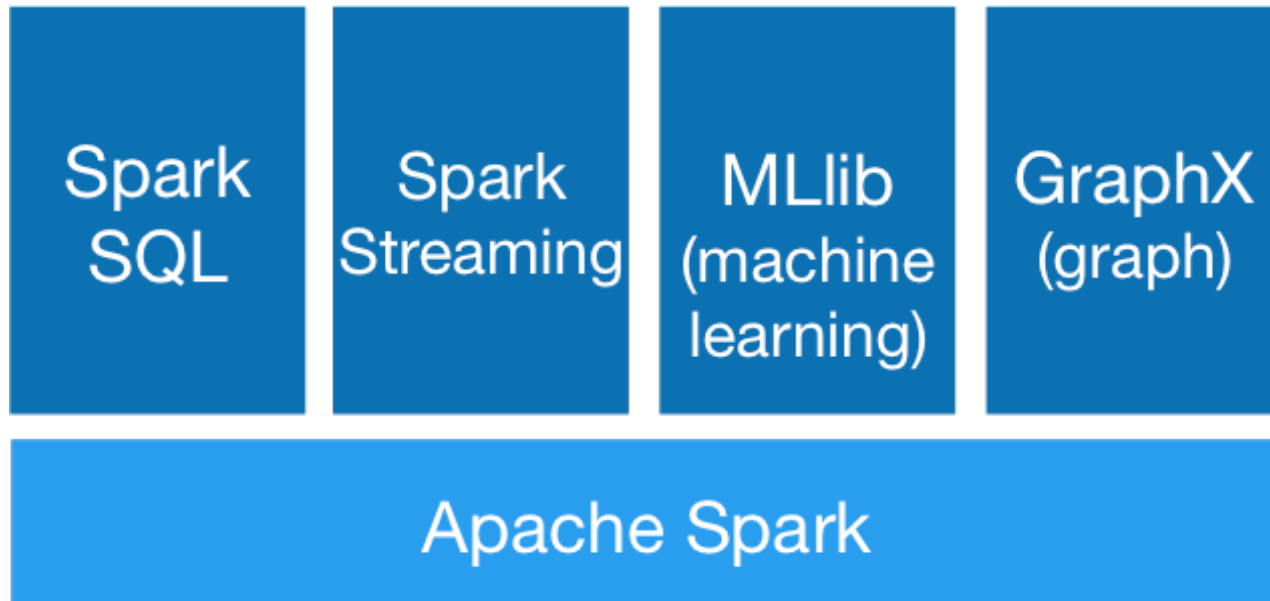 Spark
SQL
Spark
Streaming
MLlib
(machine
learning)
GraphX
(graph)
Apache Spark